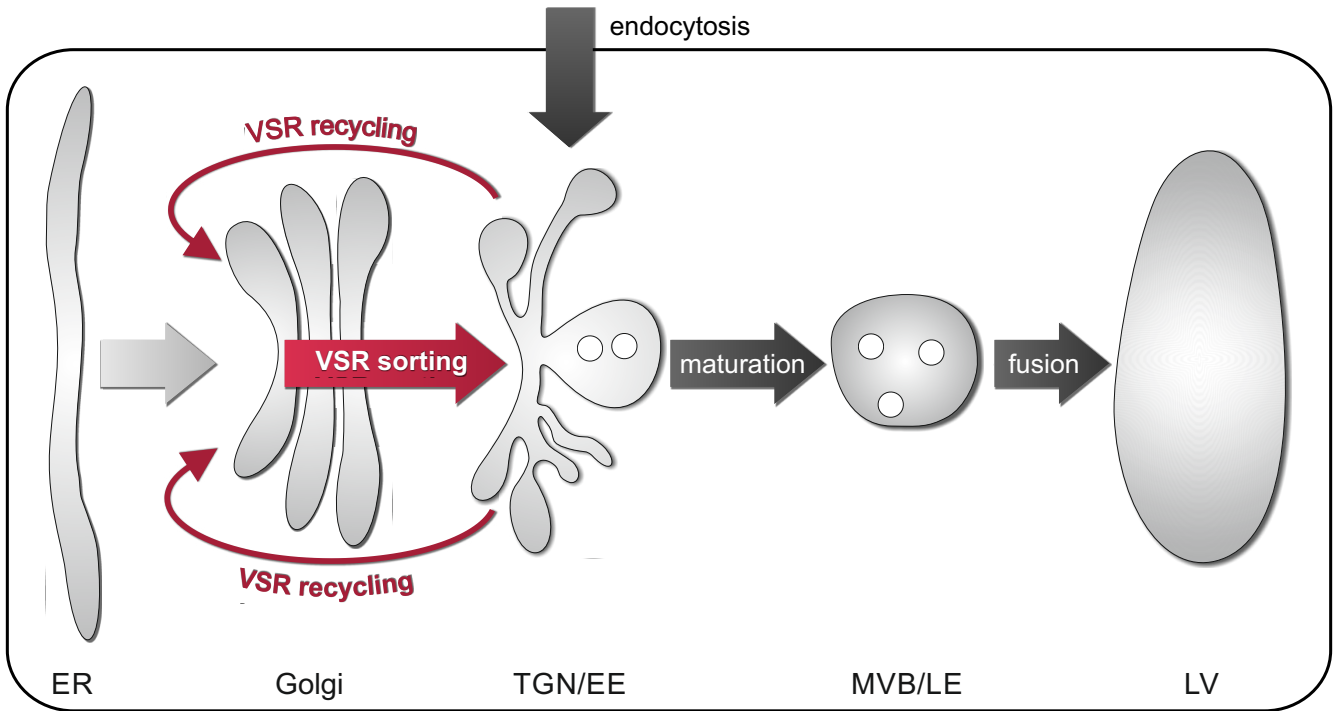 endocytosis
VSR recycling
VSR sorting
maturation
fusion
VSR recycling
ER
Golgi
TGN/EE
MVB/LE
LV